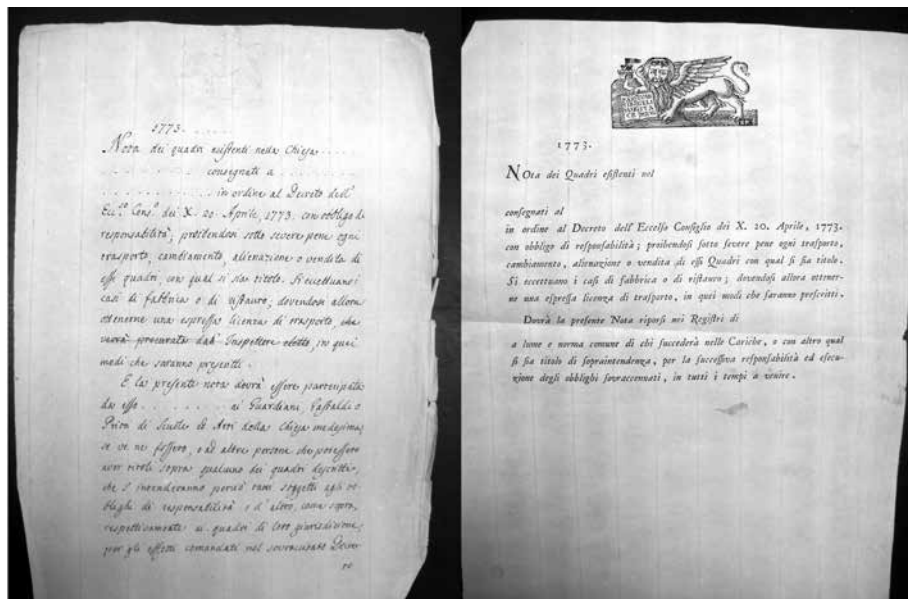 1773. . . . . .
Nota dei quadri esistenti nella Chiesa . . . . .
. . . . . . . . consegnati a . . . . . . . .
. . . . . . . . . in ordine al Decreto dell'
Ecc.so Cons.o dei X. 20. Aprile, 1773. con obbligo di
responsabilità; proibendosi sotto severe pene ogni
trasporto, cambiamento, alienazione o vendita di
essi quadri, con qual si sia titolo. Si eccettuano i
casi di fabbrica o di ristauro; dovendosi allora
ottenerne una espressa licenza di trasporto, che
dall' Inspettore eletto, in quei
modi che saranno prescritti.
E la presente nota dovrà essere partecipata
da esso . . . . . . . . ni Guardiani, Gastaldi o
Priori di Scuole ed Arti della Chiesa medesima,
se ve ne fossero, o ad altre persone che potessero
aver titoli sopra qualcuno dei quadri descritti,
che s'intenderanno perciò soggetti agli ob-
blighi di responsabilità e d'altro, come sopra,
respettivamente ai quadri di loro giurisdizione,
per gli effetti comandati nel sovraccitato Decre-
to
1773.
NOta dei Quadri esistenti nel
consegnati al
in ordine al Decreto dell'Eccelso Consiglio dei X. 20. Aprile, 1773.
con obbligo di responsabilità; proibendosi sotto severe pene ogni trasporto,
cambiamento, alienazione o vendita di essi Quadri con qual si sia titolo.
Si eccettuano i casi di fabbrica o di ristauro; dovendosi allora ottener-
ne una espressa licenza di trasporto, in quei modi che saranno prescritti.
Dovrà la presente Nota riporsi nei Registri di
a lume e norma comune di chi succederà nelle Cariche, o con altro qual
si sia titolo di sopraintendenza, per la successiva responsabilità ed esecu-
zione degli obblighi sovraccennati, in tutti i tempi a venire.